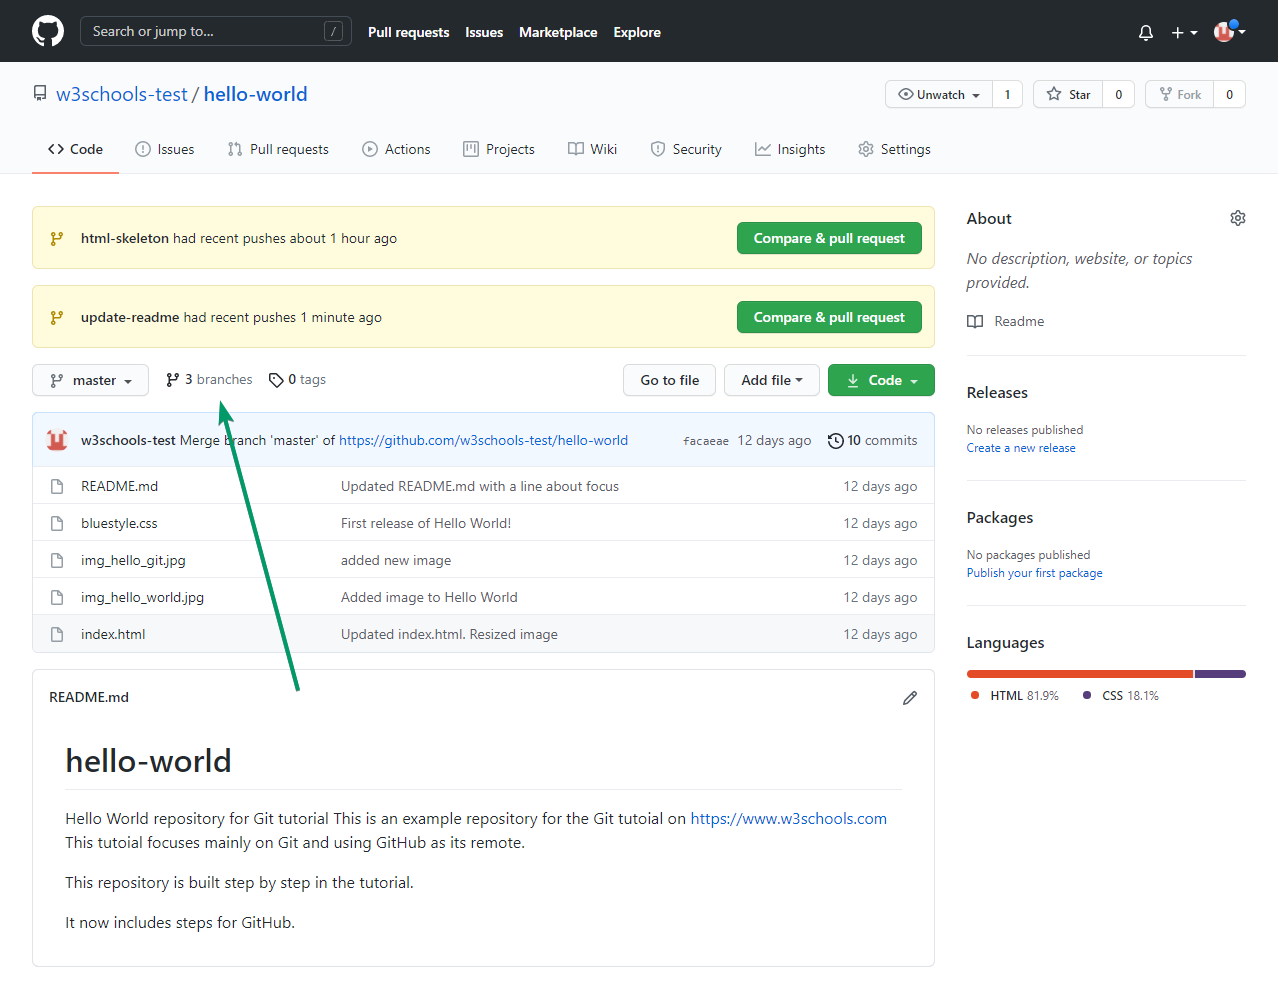 Search or jump to... / Pull requests Issues Marketplace Explore
w3schools-test / hello-world Unwatch 1 Star 0 Fork 0
Code Issues Pull requests Actions Projects Wiki Security Insights Settings
html-skeleton had recent pushes about 1 hour ago Compare & pull request
update-readme had recent pushes 1 minute ago Compare & pull request
master 3 branches 0 tags Go to file Add file Code
w3schools-test Merge branch 'master' of https://github.com/w3schools-test/hello-world facaeae 12 days ago 10 commits
README.md Updated README.md with a line about focus 12 days ago
bluestyle.css First release of Hello World! 12 days ago
img_hello_git.jpg added new image 12 days ago
img_hello_world.jpg Added image to Hello World 12 days ago
index.html Updated index.html. Resized image 12 days ago
README.md
hello-world
Hello World repository for Git tutorial This is an example repository for the Git tutoial on https://www.w3schools.com
This tutoial focuses mainly on Git and using GitHub as its remote.
This repository is built step by step in the tutorial.
It now includes steps for GitHub.
About
No description, website, or topics
provided.
Readme
Releases
No releases published
Create a new release
Packages
No packages published
Publish your first package
Languages
HTML 81.9% CSS 18.1%